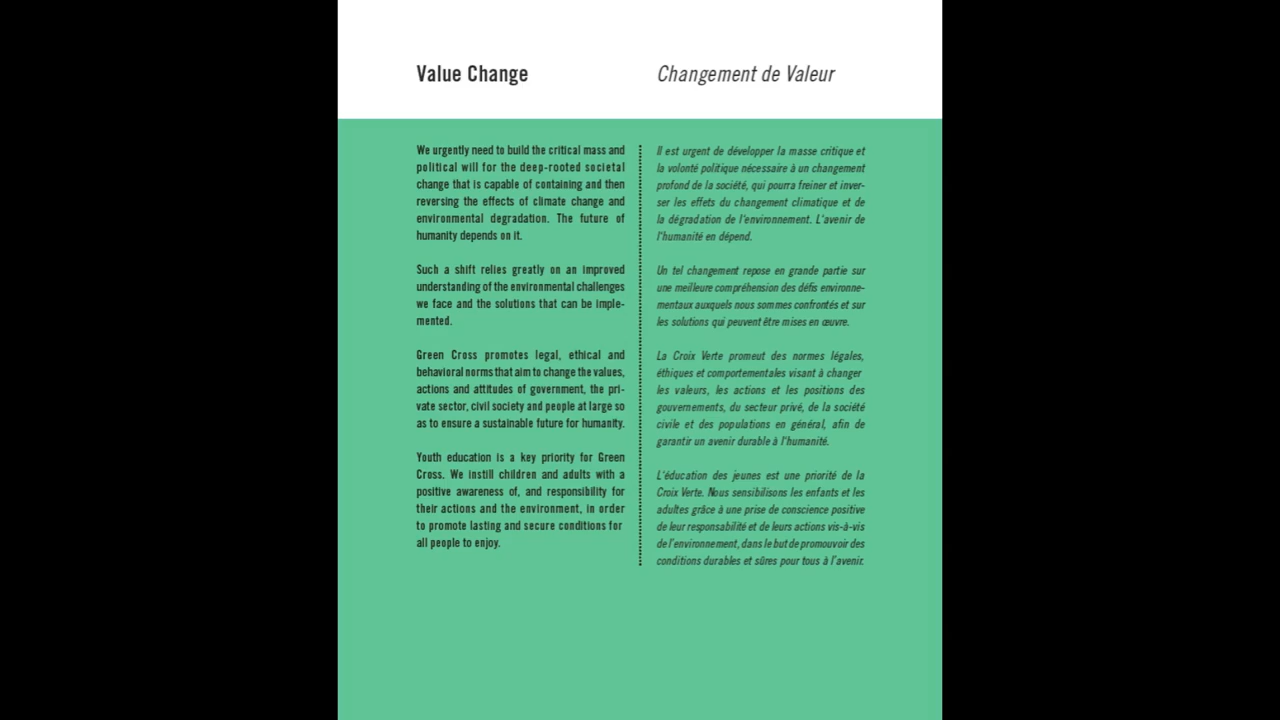 Value Change
We urgently need to build the critical mass and
political will for the deep-rooted societal
change that is capable of containing and then
reversing the effects of climate change and
environmental degradation. The future of
humanity depends on it.
Such a shift relies greatly on an improved
understanding of the environmental challenges
we face and the solutions that can be imple-
mented.
Green Cross promotes legal, ethical and
behavioral norms that aim to change the values,
actions and attitudes of government, the pri-
vate sector, civil society and people at large so
as to ensure a sustainable future for humanity.
Youth education is a key priority for Green
Cross. We instill children and adults with a
positive awareness of, and responsibility for
their actions and the environment, in order
to promote lasting and secure conditions for
all people to enjoy.
Changement de Valeur
Il est urgent de développer la masse critique et
la volonté politique nécessaire à un changement
profond de la société, qui pourra freiner et inver-
ser les effets du changement climatique et de
la dégradation de l'environnement. L'avenir de
l'humanité en dépend.
Un tel changement repose en grande partie sur
une meilleure compréhension des défis environne-
mentaux auxquels nous sommes confrontés et sur
les solutions qui peuvent être mises en œuvre.
La Croix Verte promeut des normes légales,
éthiques et comportementales visant à changer
les valeurs, les actions et les positions des
gouvernements, du secteur privé, de la société
civile et des populations en général, afin de
garantir un avenir durable à l'humanité.
L'éducation des jeunes est une priorité de la
Croix Verte. Nous sensibilisons les enfants et les
adultes grâce à une prise de conscience positive
de leur responsabilité et de leurs actions vis-à-vis
de l'environnement, dans le but de promouvoir des
conditions durables et sûres pour tous à l'avenir.